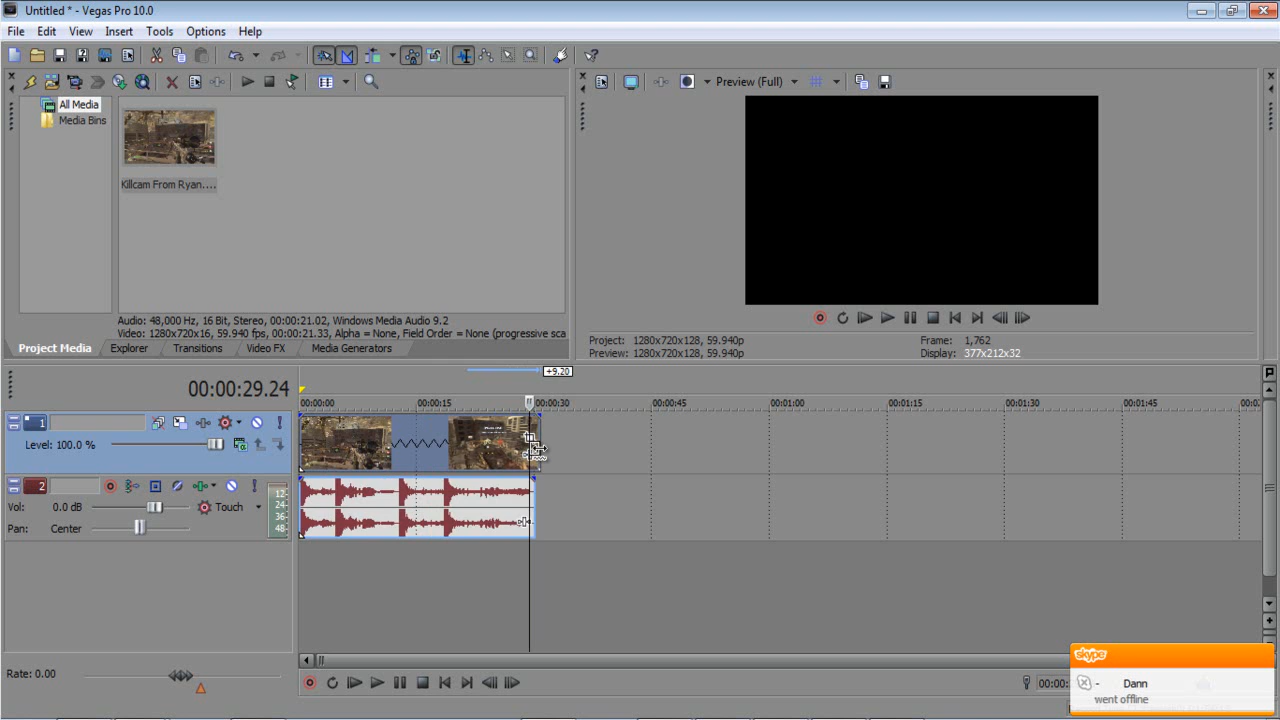 Untitled * - Vegas Pro 10.0
File Edit View Insert Tools Options Help
Preview (Full)
All Media
Media Bins
Killcam From Ryan....
Audio: 48,000 Hz, 16 Bit, Stereo, 00:00:21.02, Windows Media Audio 9.2
Video: 1280x720x16, 59.940 fps, 00:00:21.33, Alpha = None, Field Order = None (progressive sca
Project Media Explorer Transitions Video FX Media Generators
Project: 1280x720x128, 59.940p Frame: 1,762
Preview: 1280x720x128, 59.940p Display: 377x212x32
00:00:29.24
+9.20
00:00:00 00:00:15 00:00:30 00:00:45 00:01:00 00:01:15 00:01:30 00:01:45 00:0
1
Level: 100.0 %
2
Vol: 0.0 dB Touch
Pan: Center
12-
24-
36-
48-
Rate: 0.00
skype
- Dann
went offline
00:00: